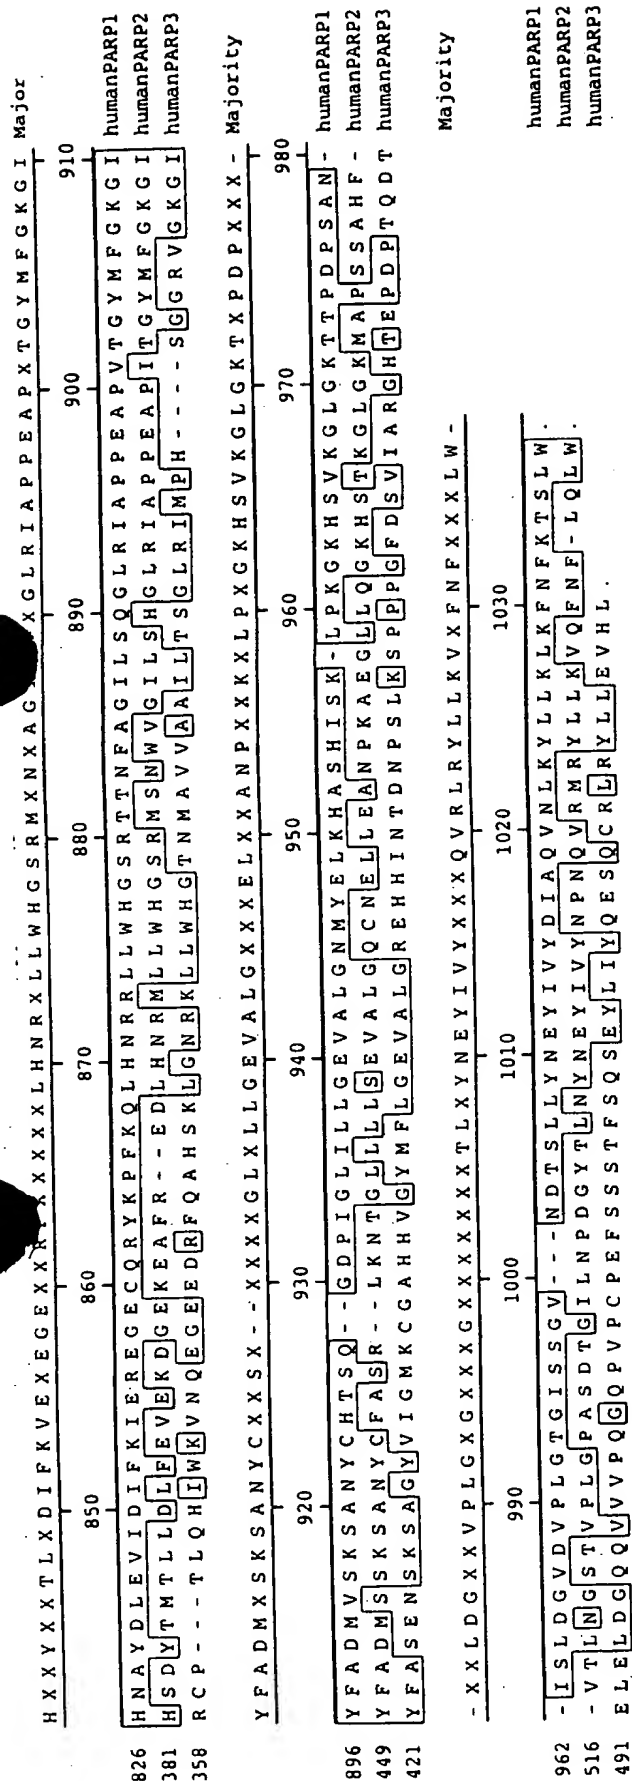 H X X Y X X T L X D I F K V E X E G E X X R X X X X X L H N R X L L W H G S R M X N X A G X G L R I A P P E A P X T G Y M F G K G I Major
850 860 870 880 890 900 910
826 H N A Y D L E V I D I F K I E R E G E C Q R Y K P F K Q L H N R R L L W H G S R T T N F A G I L S Q G L R I A P P E A P V T G Y M F G K G I humanPARP1
381 H S D Y T M T L L D L F E V E K D G E K E A F R - - E D L H N R M L L W H G S R M S N W V G I L S H G L R I A P P E A P I T G Y M F G K G I humanPARP2
358 R C P - - - T L Q H I W K V N Q E G E E D R F Q A H S K L G N R K L L W H G T N M A V V A A I L T S G L R I M P H - - - - S G G R V G K G I humanPARP3
Y F A D M X S K S A N Y C X X S X - - X X X X G L X L L G E V A L G X X X E L X X A N P X X K K L P X G K H S V K G L G K T X P D P X X X - Majority
920 930 940 950 960 970 980
896 Y F A D M V S K S A N Y C H T S Q - - G D P I G L I L L G E V A L G N M Y E L K H A S H I S K - L P K G K H S V K G L G K T T P D P S A N - humanPARP1
449 Y F A D M S S K S A N Y C F A S R - - L K N T G L L L L S E V A L G Q C N E L L E A N P K A E G L L Q G K H S T K G L G K M A P S S A H F - humanPARP2
421 Y F A S E N S K S A G Y V I G M K C G A H H V G Y M F L G E V A L G R E H H I N T D N P S L K S P P P G F D S V I A R G H T E P D P T Q D T humanPARP3
- X X L D G X X V P L G X G X X X G X X X X X X X T L X Y N E Y I V Y X X X Q V R L R Y L L K V X F N F X X X L W - Majority
990 1000 1010 1020 1030
962 - I S L D G V D V P L G T G I S S G V - - - N D T S L L Y N E Y I V Y D I A Q V N L K Y L L K L K F N F K T S L W . humanPARP1
516 - V T L N G S T V P L G P A S D T G I L N P D G Y T L N Y N E Y I V Y N P N Q V R M R Y L L K V Q F N F - L Q L W . humanPARP2
491 E L E L D G Q Q V V V P Q G Q P V P C P E F S S S T F S Q S E Y L I Y Q E S Q C R L R Y L L E V H L . humanPARP3